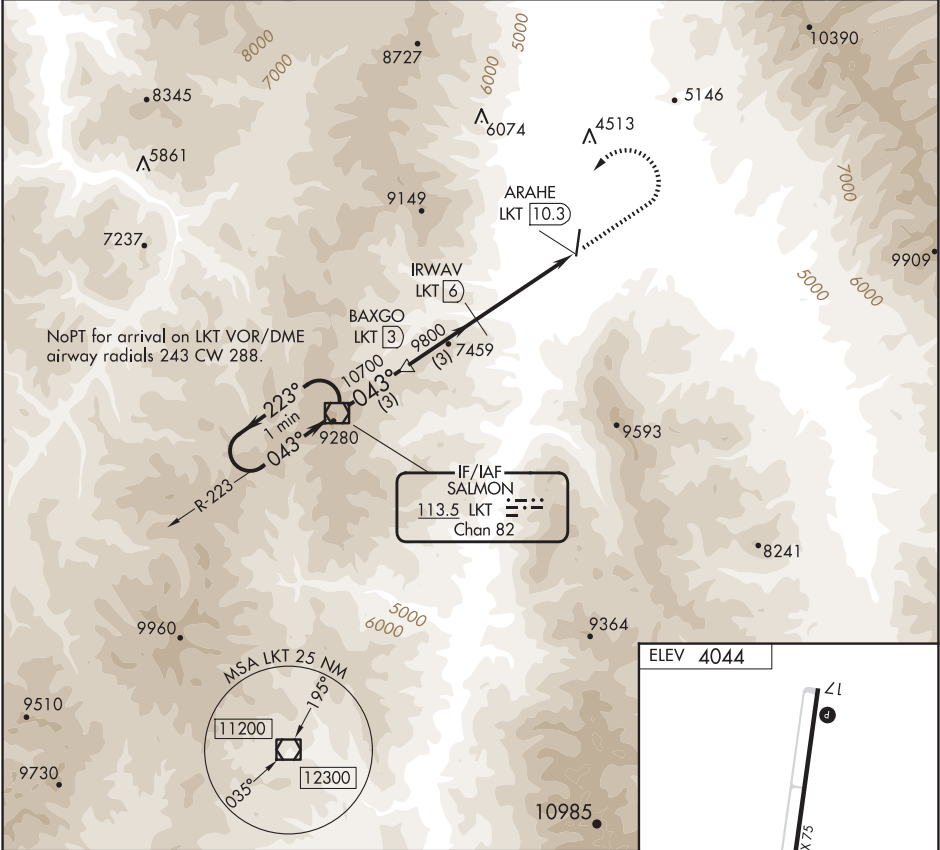 8000
7000
8727
5000
6000
10390
8345
6074
4513
5146
5861
9149
ARAHE
LKT 10.3
7000
7237
9909
IRWAV
LKT 6
5000
6000
NoPT for arrival on LKT VOR/DME
airway radials 243 CW 288.
BAXGO
LKT 3
9800
(3)
7459
10700
043°
(3)
223°
1 min
043°
9280
9593
R-223
IF/IAF
SALMON
113.5 LKT
Chan 82
8241
5000
6000
9960
9364
MSA LKT 25 NM
195°
11200
12300
035°
9510
9730
10985
ELEV 4044
17
P
X 75